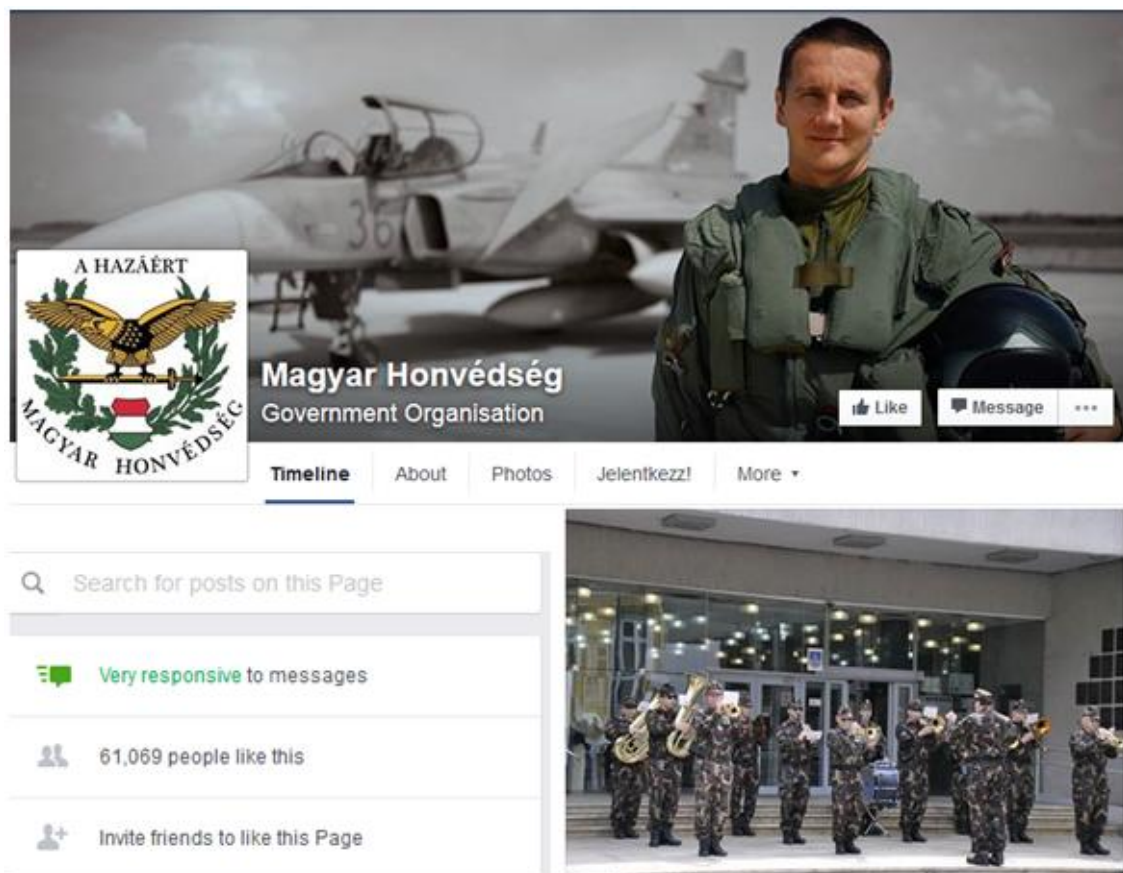 36
A HAZÁÉRT
MAGYAR HONVÉDSÉG
Magyar Honvédség
Government Organisation
Like
Message
Timeline
About
Photos
Jelentkezz!
More
Search for posts on this Page
Very responsive to messages
61,069 people like this
Invite friends to like this Page